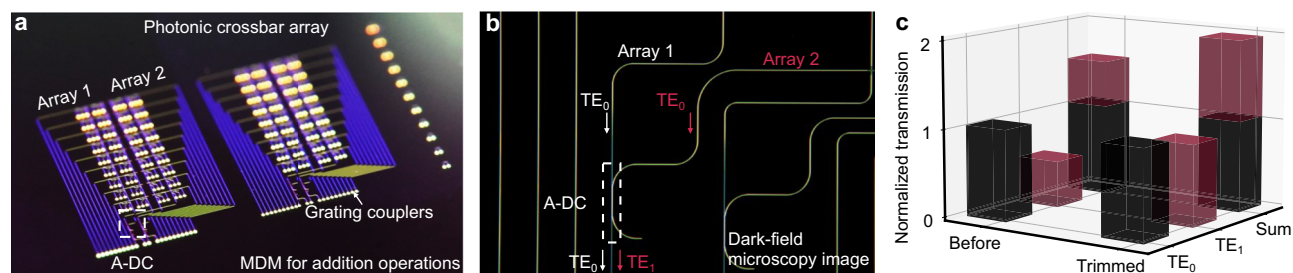 a
Photonic crossbar array
Array 1
Array 2
Grating couplers
A-DC
MDM for addition operations
b
Array 1
Array 2
TE₀
TE₀
A-DC
TE₀
TE₁
Dark-field
microscopy image
c
Normalized transmission
2
1
0
Before
Trimmed
TE₀
TE₁
Sum